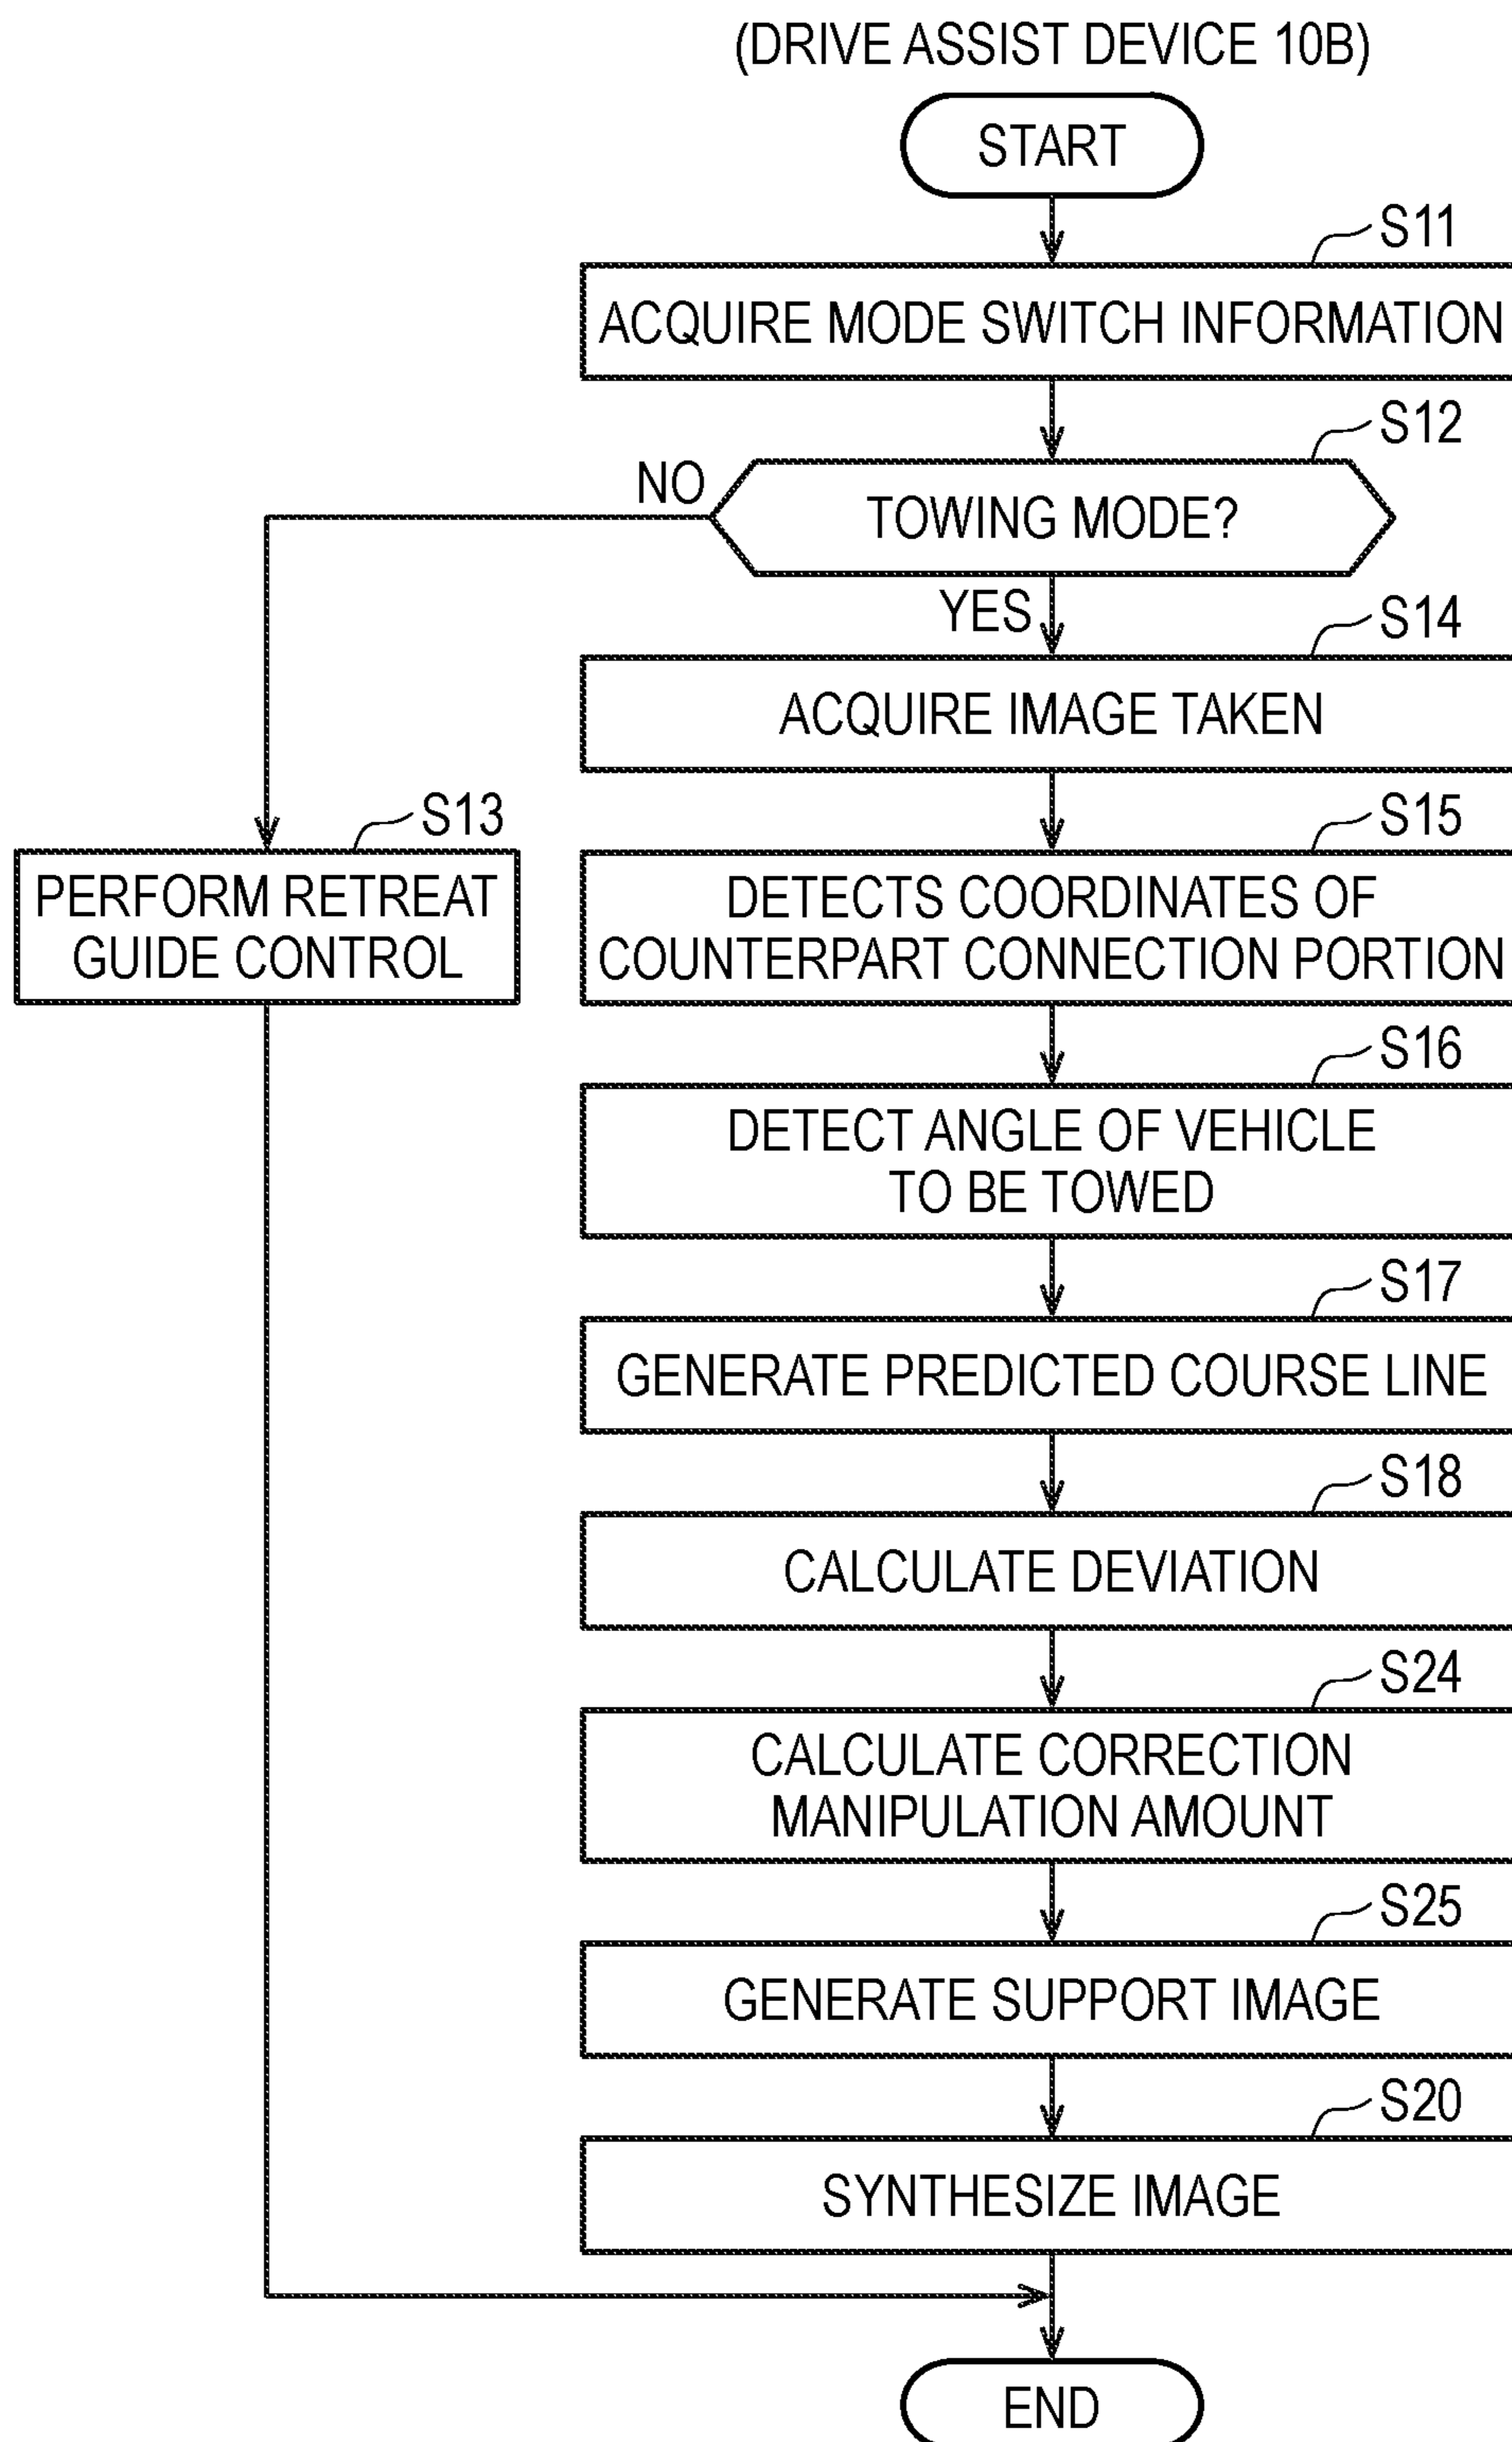 (DRIVE ASSIST DEVICE 10B)
START
S11
ACQUIRE MODE SWITCH INFORMATION
S12
NO
TOWING MODE?
YES
S14
ACQUIRE IMAGE TAKEN
S13
PERFORM RETREAT
GUIDE CONTROL
S15
DETECTS COORDINATES OF
COUNTERPART CONNECTION PORTION
S16
DETECT ANGLE OF VEHICLE
TO BE TOWED
S17
GENERATE PREDICTED COURSE LINE
S18
CALCULATE DEVIATION
S24
CALCULATE CORRECTION
MANIPULATION AMOUNT
S25
GENERATE SUPPORT IMAGE
S20
SYNTHESIZE IMAGE
END